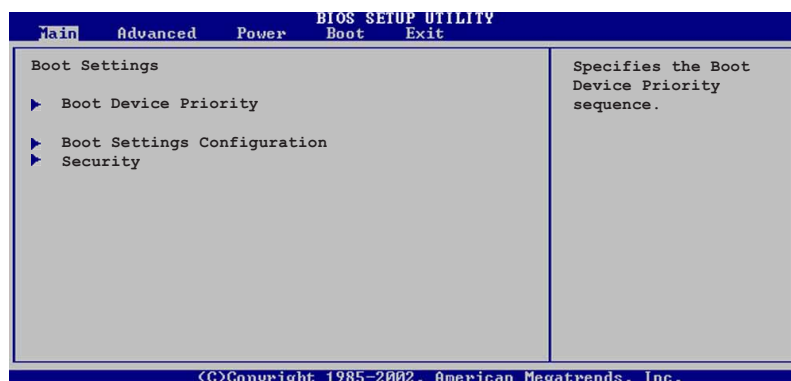 BIOS SETUP UTILITY
Main Advanced Power Boot Exit
Boot Settings
Boot Device Priority
Boot Settings Configuration
Security
Specifies the Boot
Device Priority
sequence.
(C)Copyright 1985-2002, American Megatrends, Inc.